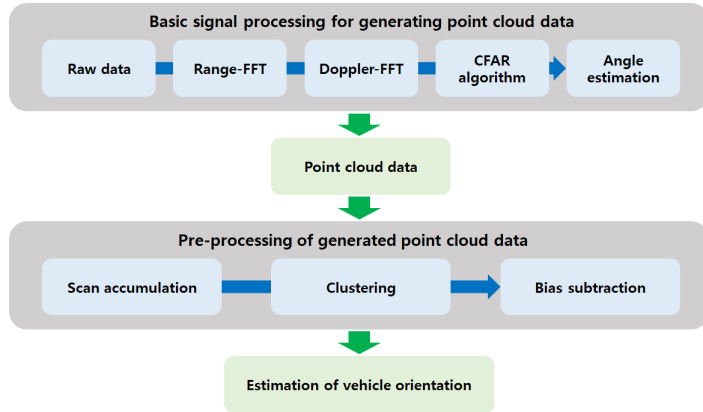 Basic signal processing for generating point cloud data
Raw data
Range-FFT
Doppler-FFT
CFAR
algorithm
Angle
estimation
Point cloud data
Pre-processing of generated point cloud data
Scan accumulation
Clustering
Bias subtraction
Estimation of vehicle orientation